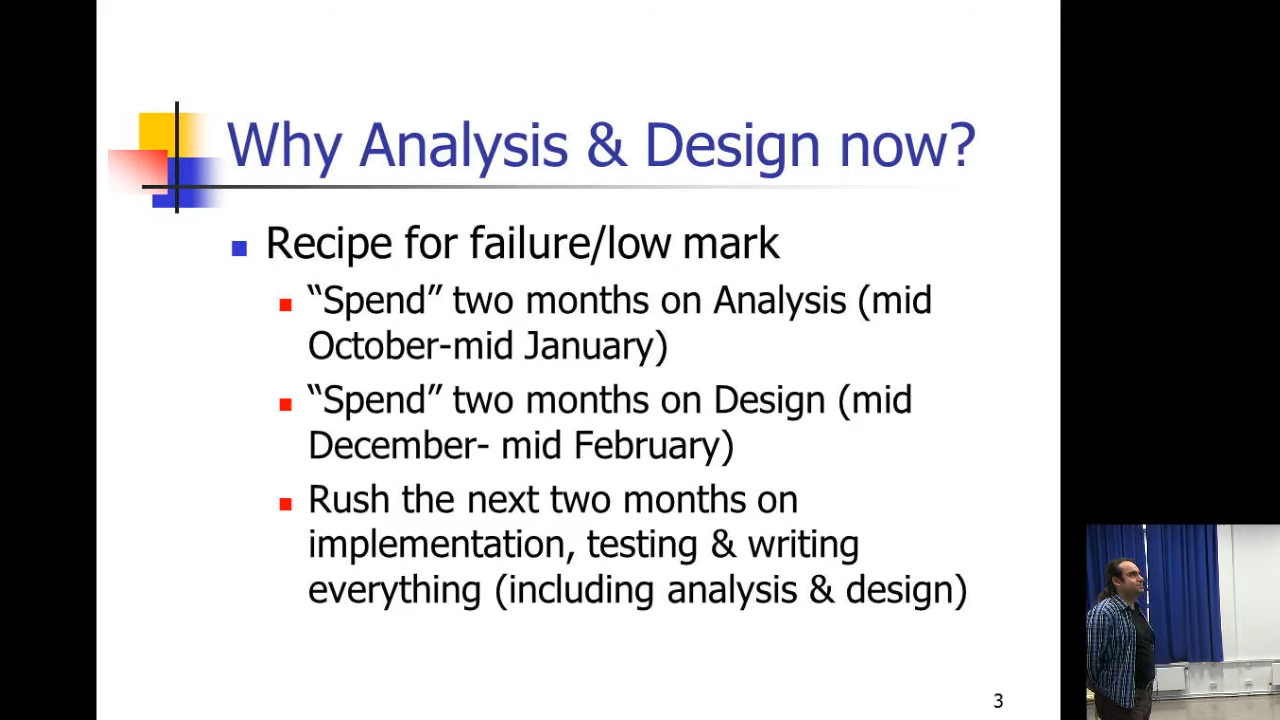 Why Analysis & Design now?
Recipe for failure/low mark
“Spend” two months on Analysis (mid
October-mid January)
“Spend” two months on Design (mid
December- mid February)
Rush the next two months on
implementation, testing & writing
everything (including analysis & design)
3